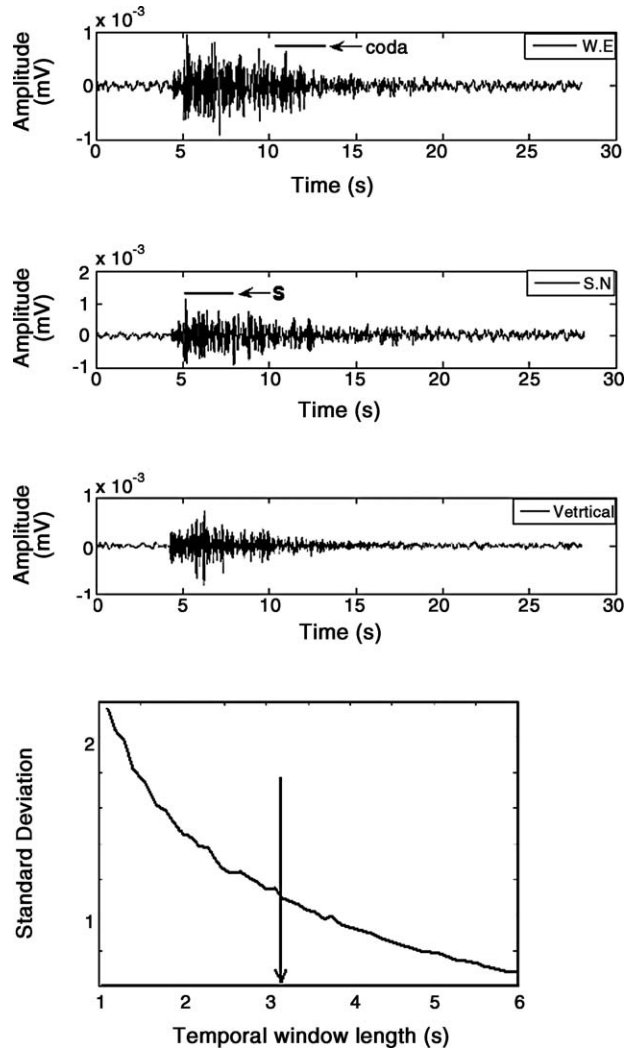 1 x 10⁻³
coda
W.E
Amplitude
(mV)
0
-1
0 5 10 15 20 25 30
Time (s)
x 10⁻³
2
S
S.N
1
Amplitude
(mV)
0
-1
0 5 10 15 20 25 30
Time (s)
1 x 10⁻³
Vetrtical
Amplitude
(mV)
0
-1
0 5 10 15 20 25 30
Time (s)
2
Standard Deviation
1
1 2 3 4 5 6
Temporal window length (s)